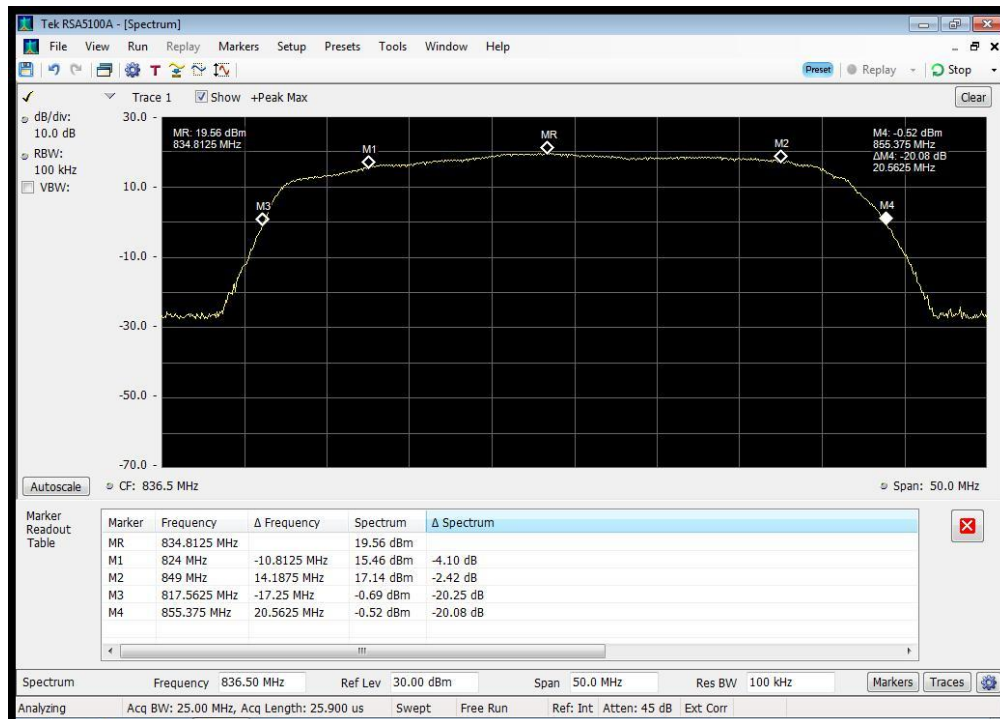 Tek RSA5100A - [Spectrum]
File View Run Replay Markers Setup Presets Tools Window Help
T Preset Replay Stop
Trace 1 Show +Peak Max Clear
dB/div:
10.0 dB
RBW:
100 kHz
VBW:
30.0
10.0
-10.0
-30.0
-50.0
-70.0
MR: 19.56 dBm
834.8125 MHz
M4: -0.52 dBm
855.375 MHz
ΔM4: -20.08 dB
20.5625 MHz
MR
M1
M2
M3
M4
Autoscale CF: 836.5 MHz Span: 50.0 MHz
Marker
Readout
Table
Marker Frequency Δ Frequency Spectrum Δ Spectrum
MR 834.8125 MHz 19.56 dBm
M1 824 MHz -10.8125 MHz 15.46 dBm -4.10 dB
M2 849 MHz 14.1875 MHz 17.14 dBm -2.42 dB
M3 817.5625 MHz -17.25 MHz -0.69 dBm -20.25 dB
M4 855.375 MHz 20.5625 MHz -0.52 dBm -20.08 dB
Spectrum Frequency 836.50 MHz Ref Lev 30.00 dBm Span 50.0 MHz Res BW 100 kHz Markers Traces
Analyzing Acq BW: 25.00 MHz, Acq Length: 25.900 us Swept Free Run Ref: Int Atten: 45 dB Ext Corr